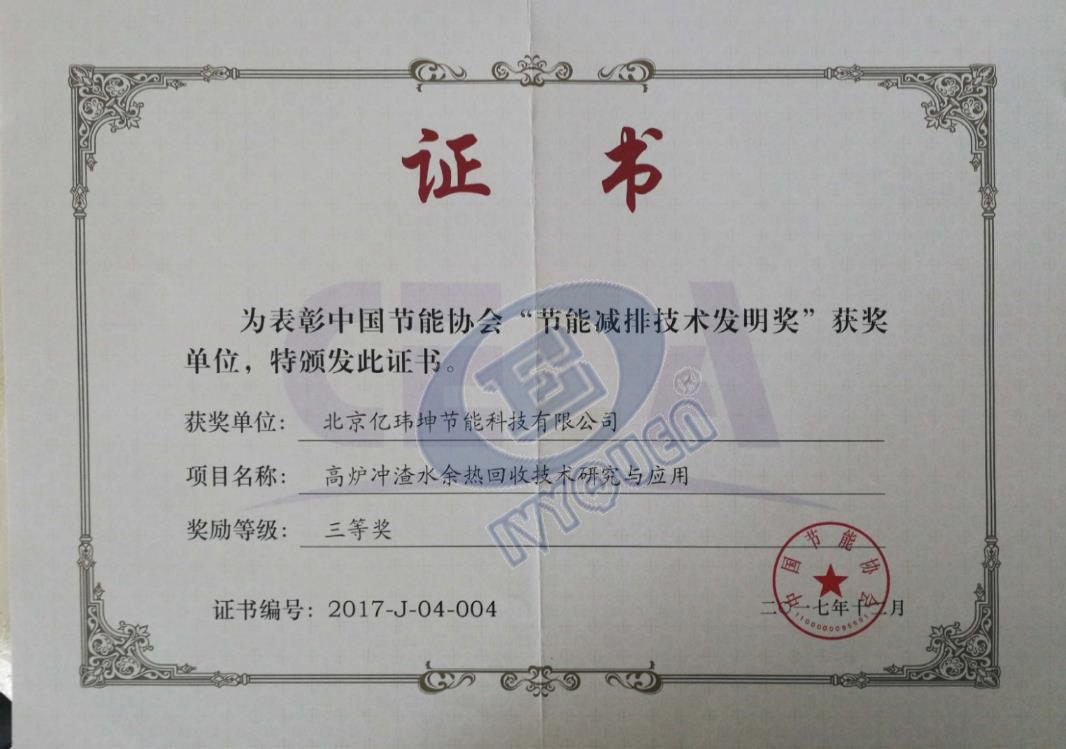 证 书
为表彰中国节能协会“节能减排技术发明奖”获奖
单位，特颁发此证书。
获奖单位： 北京亿玮坤节能科技有限公司
项目名称： 高炉冲渣水余热回收技术研究与应用
奖励等级： 三等奖
证书编号：2017-J-04-004
二〇一七年十二月
中国节能协会
CECA
E
IVYQUEN®